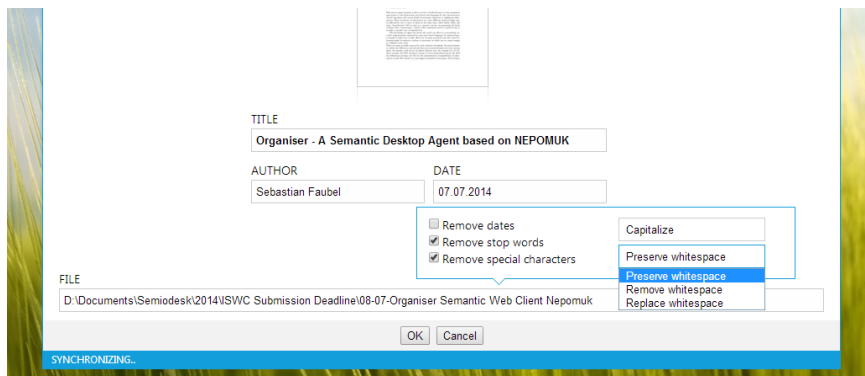 TITLE
Organiser - A Semantic Desktop Agent based on NEPOMUK
AUTHOR
DATE
Sebastian Faubel
07.07.2014
Remove dates
Capitalize
Remove stop words
Remove special characters
Preserve whitespace
Preserve whitespace
Remove whitespace
Replace whitespace
FILE
D:\Documents\Semiodesk\2014\ISWC Submission Deadline\08-07-Organiser Semantic Web Client Nepomuk
OK
Cancel
SYNCHRONIZING..